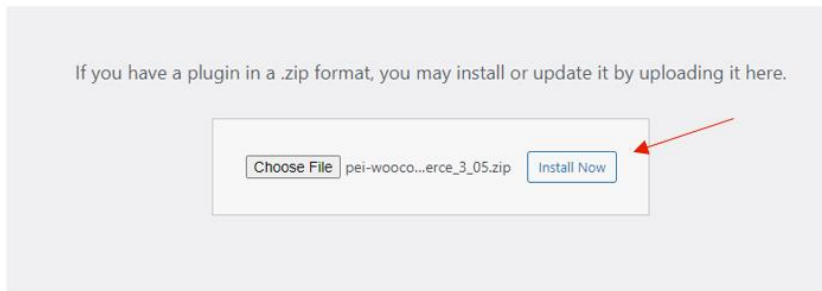 If you have a plugin in a .zip format, you may install or update it by uploading it here.
Choose File pei-wooco...erce_3_05.zip Install Now